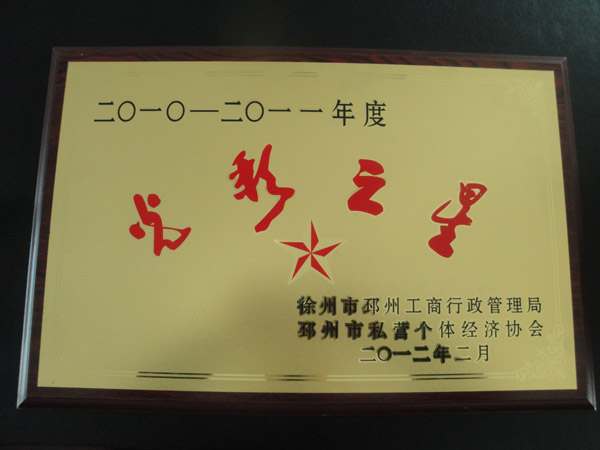 二〇一〇—二〇一一年度
光彩之星
徐州市邳州工商行政管理局
邳州市私营个体经济协会
二〇一二年二月